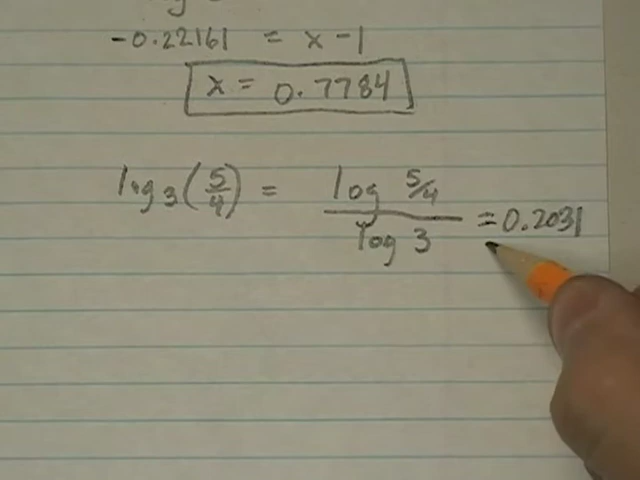 -0.22161 = x - 1
x = 0.7784
log₃(5/4) = log 5/4 / log 3 = 0.2031